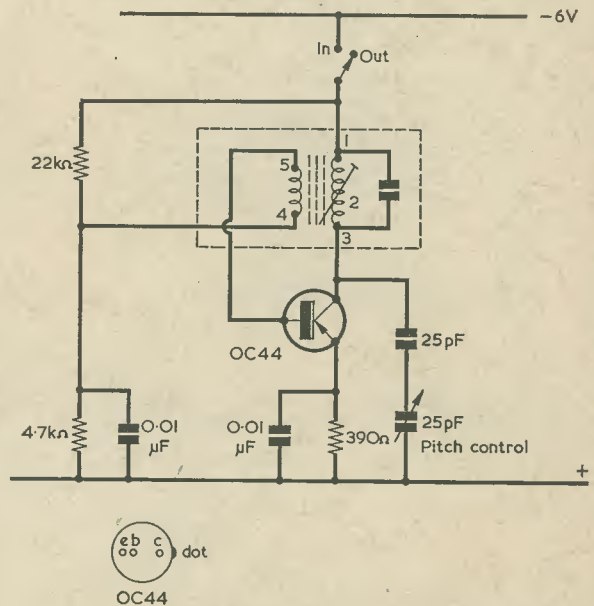 −6V
In
Out
1
22kΩ
5
2
4
3
OC44
25pF
4·7kΩ
0·01
µF
0·01
µF
390Ω
25pF
Pitch control
+
e b c
dot
OC44